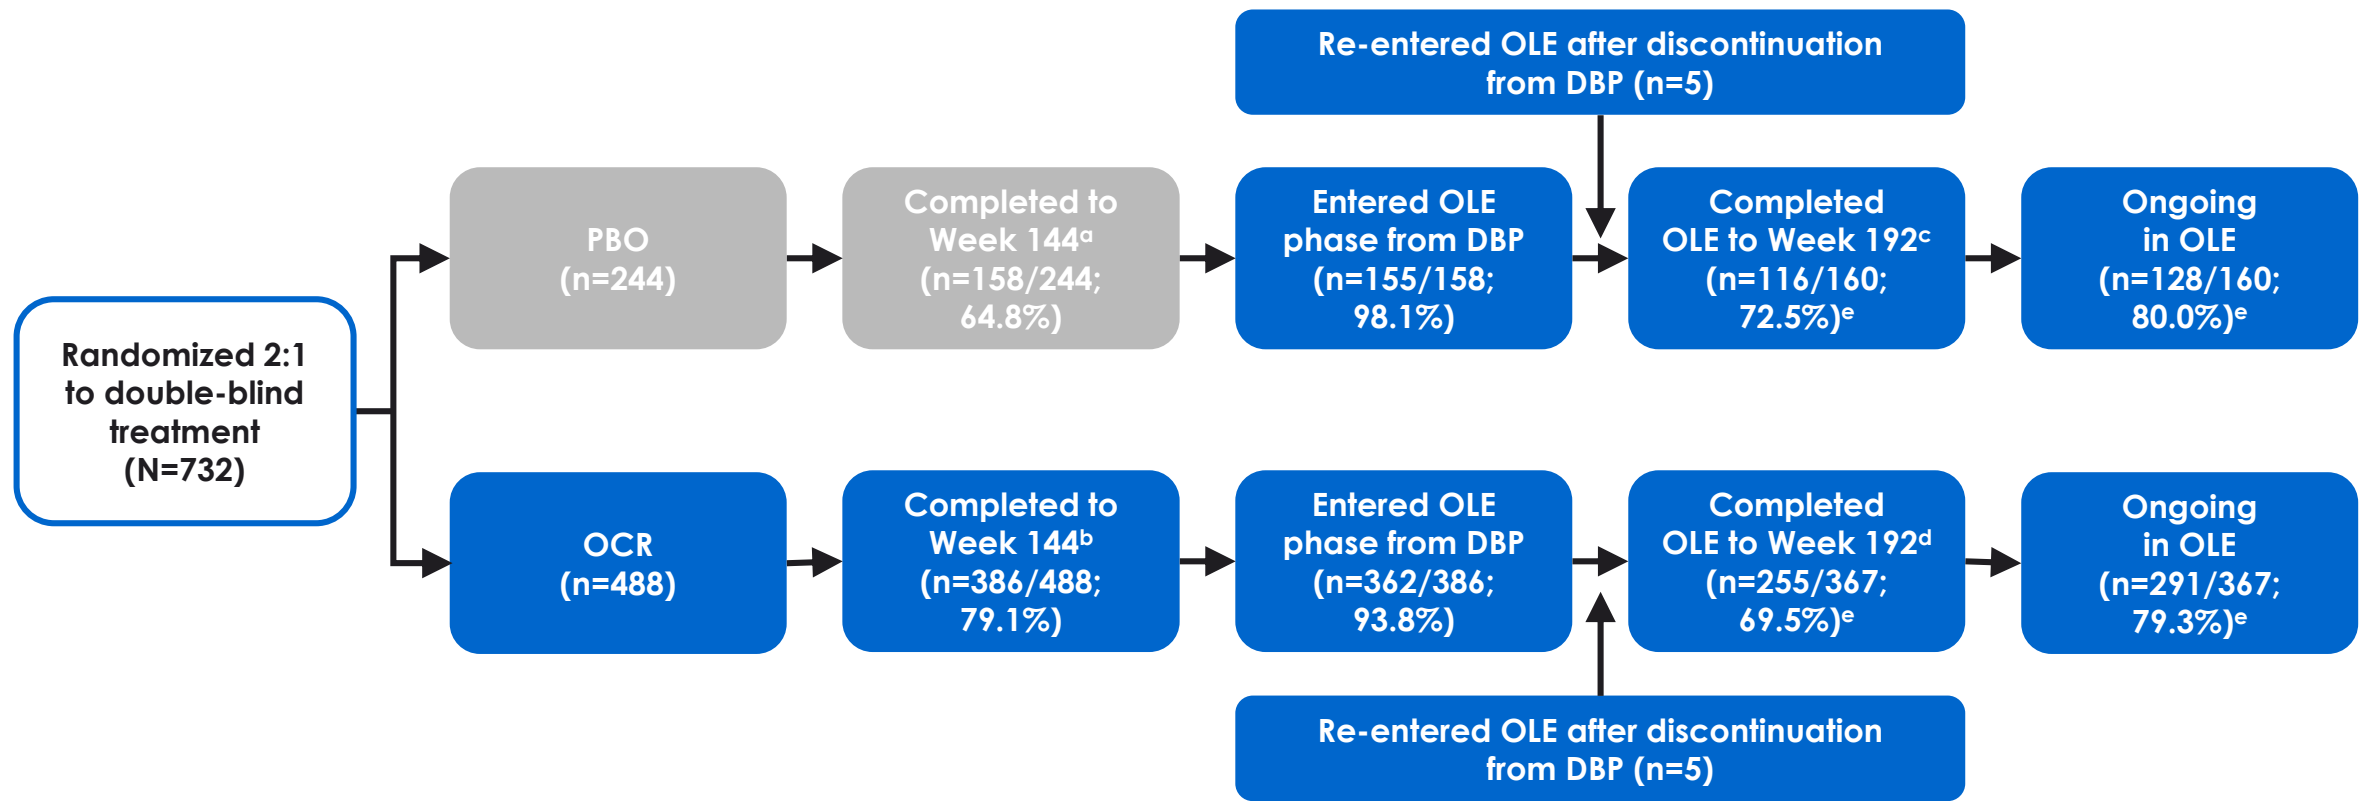 Re-entered OLE after discontinuation
from DBP (n=5)
Randomized 2:1
to double-blind
treatment
(N=732)
PBO
(n=244)
Completed to
Week 144ᵃ
(n=158/244;
64.8%)
Entered OLE
phase from DBP
(n=155/158;
98.1%)
Completed
OLE to Week 192ᶜ
(n=116/160;
72.5%)ᵉ
Ongoing
in OLE
(n=128/160;
80.0%)ᵉ
OCR
(n=488)
Completed to
Week 144ᵇ
(n=386/488;
79.1%)
Entered OLE
phase from DBP
(n=362/386;
93.8%)
Completed
OLE to Week 192ᵈ
(n=255/367;
69.5%)ᵉ
Ongoing
in OLE
(n=291/367;
79.3%)ᵉ
Re-entered OLE after discontinuation
from DBP (n=5)